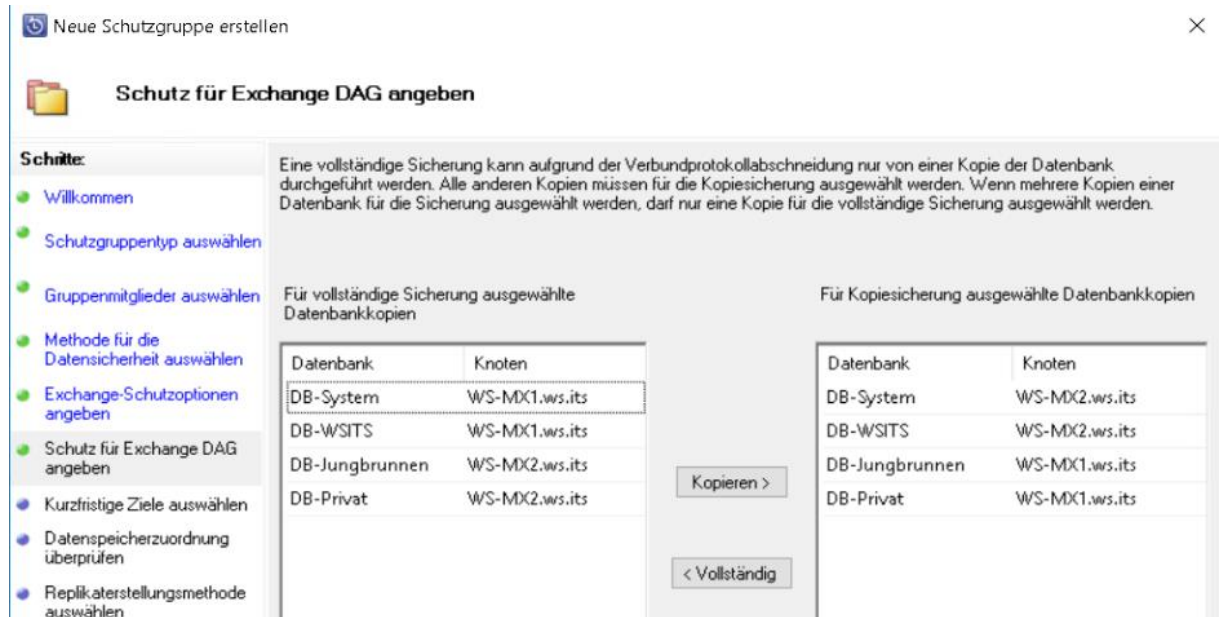 Neue Schutzgruppe erstellen
Schutz für Exchange DAG angeben
Schritte:
Willkommen
Schutzgruppentyp auswählen
Gruppenmitglieder auswählen
Methode für die
Datensicherheit auswählen
Exchange-Schutzoptionen
angeben
Schutz für Exchange DAG
angeben
Kurzfristige Ziele auswählen
Datenspeicherzuordnung
überprüfen
Replikaterstellungsmethode
auswählen
Eine vollständige Sicherung kann aufgrund der Verbundprotokollabschneidung nur von einer Kopie der Datenbank
durchgeführt werden. Alle anderen Kopien müssen für die Kopiesicherung ausgewählt werden. Wenn mehrere Kopien einer
Datenbank für die Sicherung ausgewählt werden, darf nur eine Kopie für die vollständige Sicherung ausgewählt werden.
Für vollständige Sicherung ausgewählte
Datenbankkopien
Datenbank Knoten
DB-System WS-MX1.ws.its
DB-WSITS WS-MX1.ws.its
DB-Jungbrunnen WS-MX2.ws.its
DB-Privat WS-MX2.ws.its
Kopieren >
< Vollständig
Für Kopiesicherung ausgewählte Datenbankkopien
Datenbank Knoten
DB-System WS-MX2.ws.its
DB-WSITS WS-MX2.ws.its
DB-Jungbrunnen WS-MX1.ws.its
DB-Privat WS-MX1.ws.its